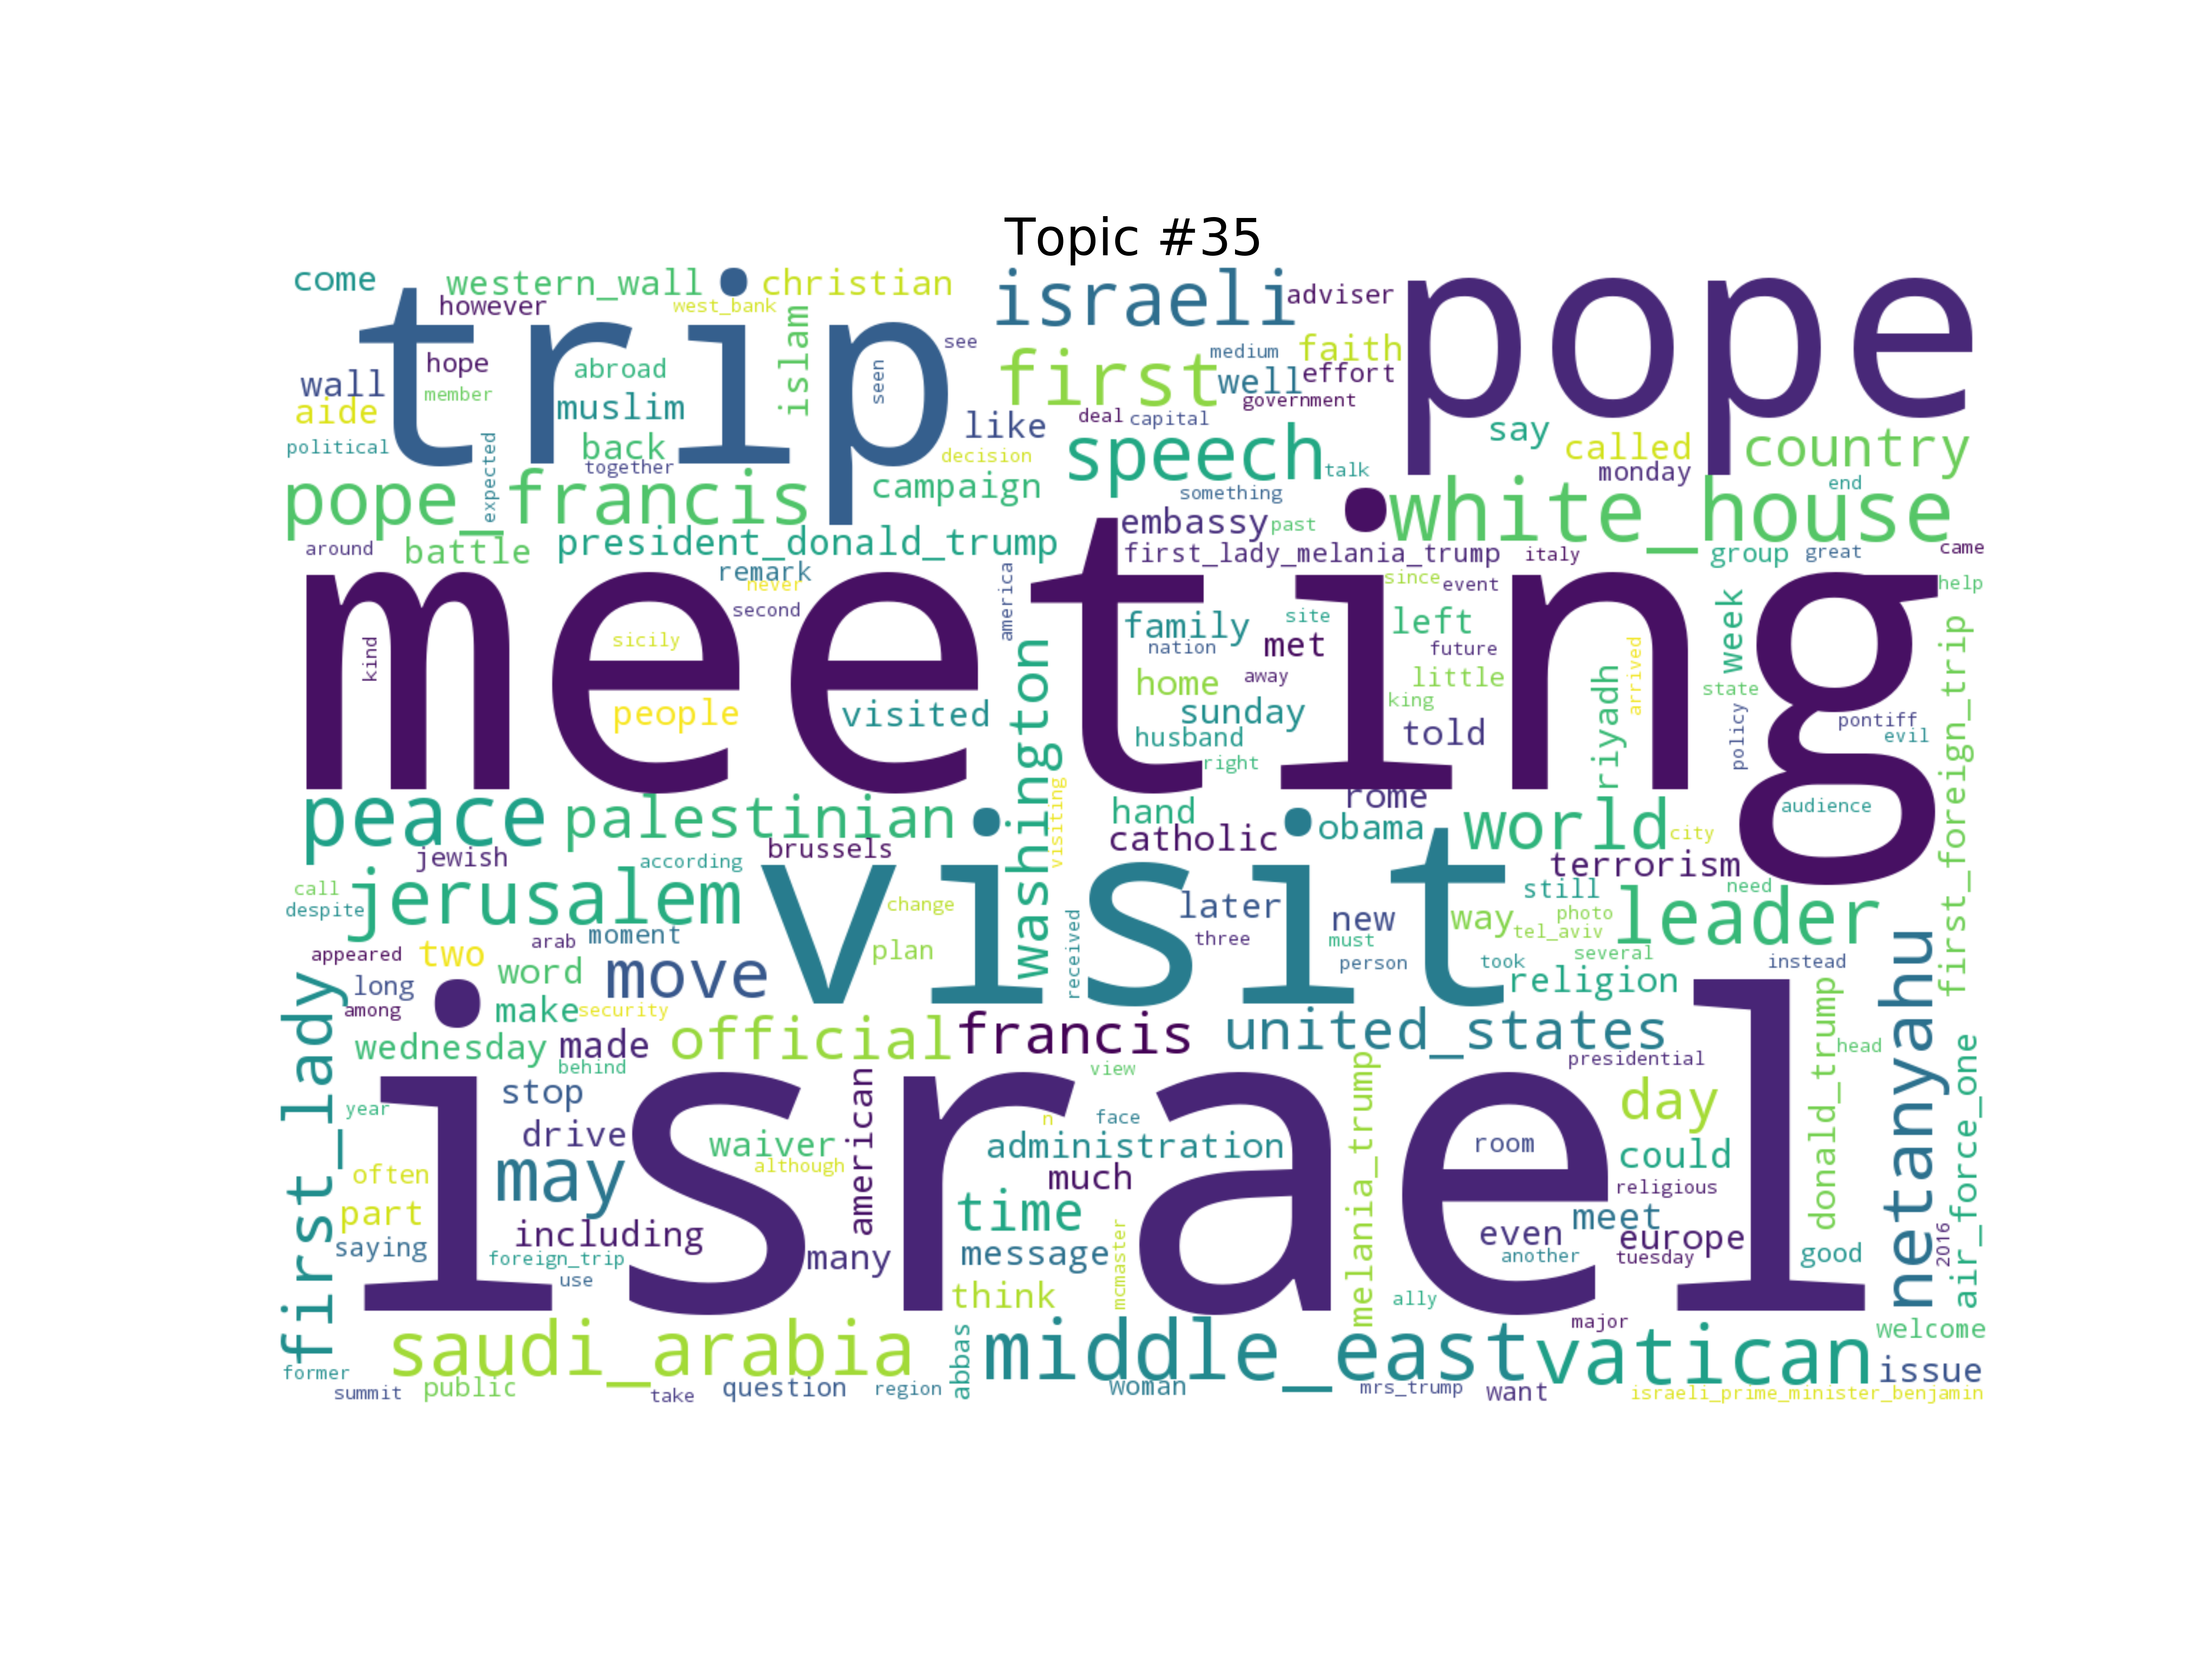 Topic #35
come
western_wall
christian
israeli
adviser
pope
however
west_bank
trip
islam
see
medium
faith
hope
abroad
seen
first
well
effort
wall
member
government
aide
muslim
like
deal
capital
say
called
country
political
back
together
decision
speech
talk
monday
expected
pope_francis
campaign
something
end
white_house
embassy
past
around
battle
president_donald_trump
first_lady_melania_trump
italy
group
great
came
remark
never
since
event
help
meeting
second
america
family
site
left
week
kind
sicily
nation
met
future
first_foreign_trip
home
away
little
riyadh
arrived
state
people
visited
washington
sunday
king
told
policy
pontiff
evil
husband
right
peace
palestinian
visiting
hand
rome
audience
catholic
obama
world
city
jewish
according
brussels
terrorism
call
jerusalem
visit
change
later
still
need
despite
received
new
way
photo
leader
tel_aviv
appeared
two
arab
moment
plan
three
must
several
long
word
move
person
took
instead
among
make
security
religion
netanyahu
first_lady
wednesday
made
official
francis
united_states
donald_trump
head
behind
view
presidential
air_force_one
year
stop
american
melania_trump
day
israel
drive
waiver
n
face
administration
room
could
often
may
although
much
religious
part
time
even
meet
saying
including
many
message
mcmaster
another
europe
tuesday
good
2016
foreign_trip
use
think
ally
saudi_arabia
abbas
middle_east
major
vatican
welcome
former
summit
public
take
question
region
woman
mrs_trump
want
issue
israeli_prime_minister_benjamin